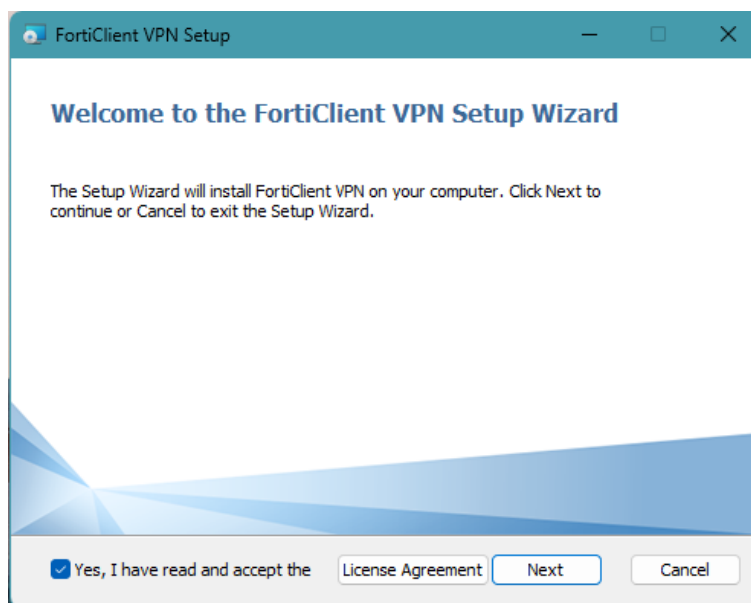 FortiClient VPN Setup
Welcome to the FortiClient VPN Setup Wizard
The Setup Wizard will install FortiClient VPN on your computer. Click Next to
continue or Cancel to exit the Setup Wizard.
Yes, I have read and accept the License Agreement Next Cancel